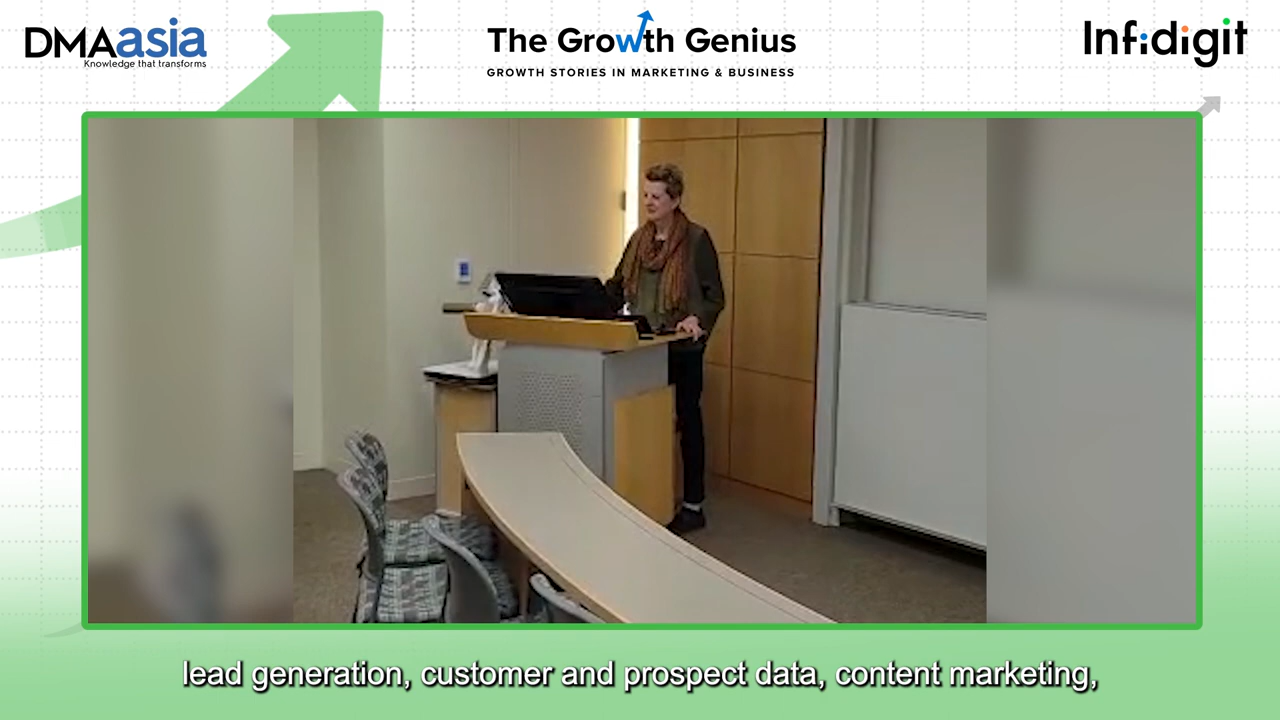 DMAasia
Knowledge that transforms
The Growth Genius
GROWTH STORIES IN MARKETING & BUSINESS
Infidigit
lead generation, customer and prospect data, content marketing,